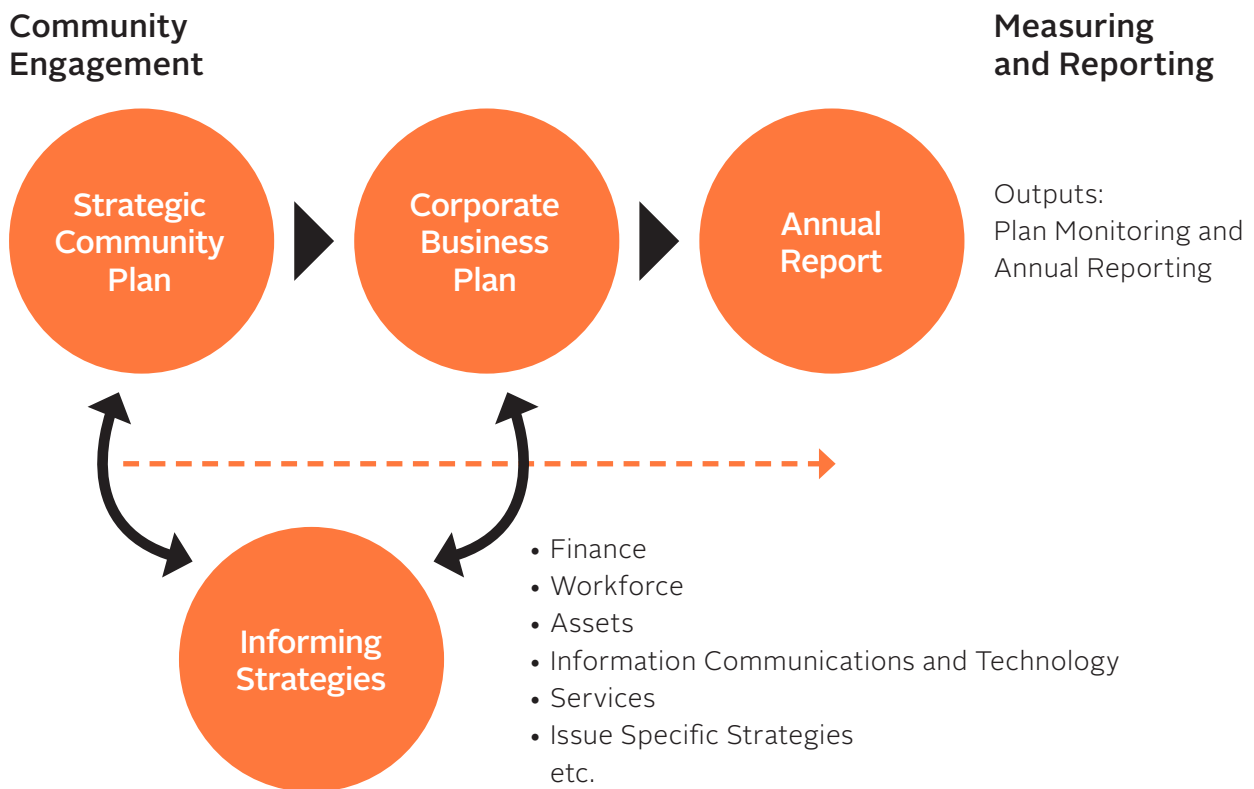 Community
Engagement
Measuring
and Reporting
Strategic
Community
Plan
Corporate
Business
Plan
Annual
Report
Outputs:
Plan Monitoring and
Annual Reporting
Informing
Strategies
• Finance
• Workforce
• Assets
• Information Communications and Technology
• Services
• Issue Specific Strategies
etc.